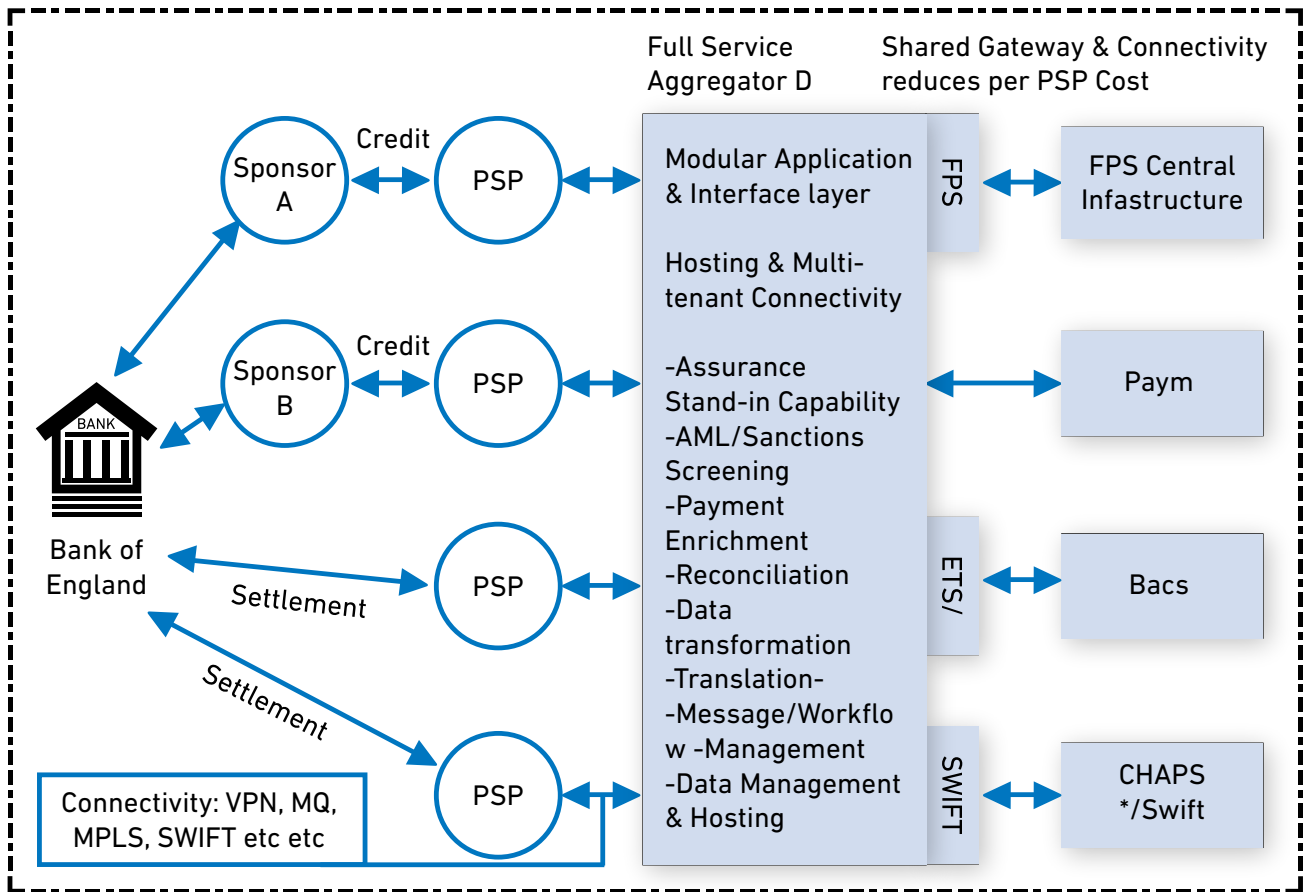 Full Service
Aggregator D
Shared Gateway & Connectivity
reduces per PSP Cost
Sponsor
A
Credit
PSP
Sponsor
B
Credit
PSP
BANK
Bank of
England
Settlement
PSP
Settlement
PSP
Connectivity: VPN, MQ,
MPLS, SWIFT etc etc
Modular Application
& Interface layer
Hosting & Multi-
tenant Connectivity
-Assurance
Stand-in Capability
-AML/Sanctions
Screening
-Payment
Enrichment
-Reconciliation
-Data
transformation
-Translation-
-Message/Workflo
w -Management
-Data Management
& Hosting
FPS
FPS Central
Infastructure
Paym
ETS/
Bacs
SWIFT
CHAPS
*/Swift